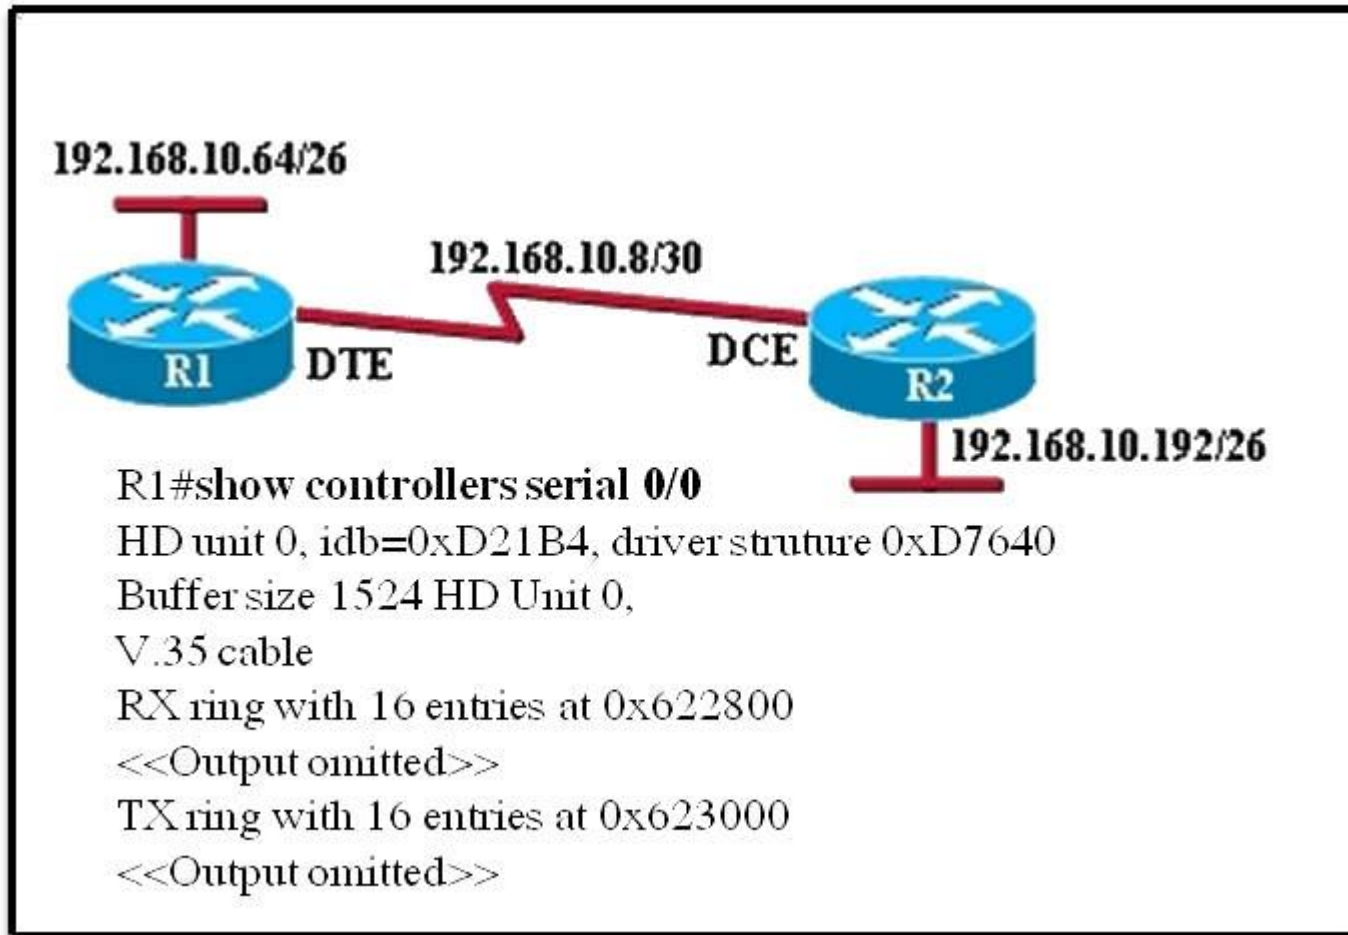 192.168.10.64/26
192.168.10.8/30
R1
DTE
DCE
R2
192.168.10.192/26
R1#show controllers serial 0/0
HD unit 0, idb=0xD21B4, driver struture 0xD7640
Buffer size 1524 HD Unit 0,
V.35 cable
RX ring with 16 entries at 0x622800
<<Output omitted>>
TX ring with 16 entries at 0x623000
<<Output omitted>>